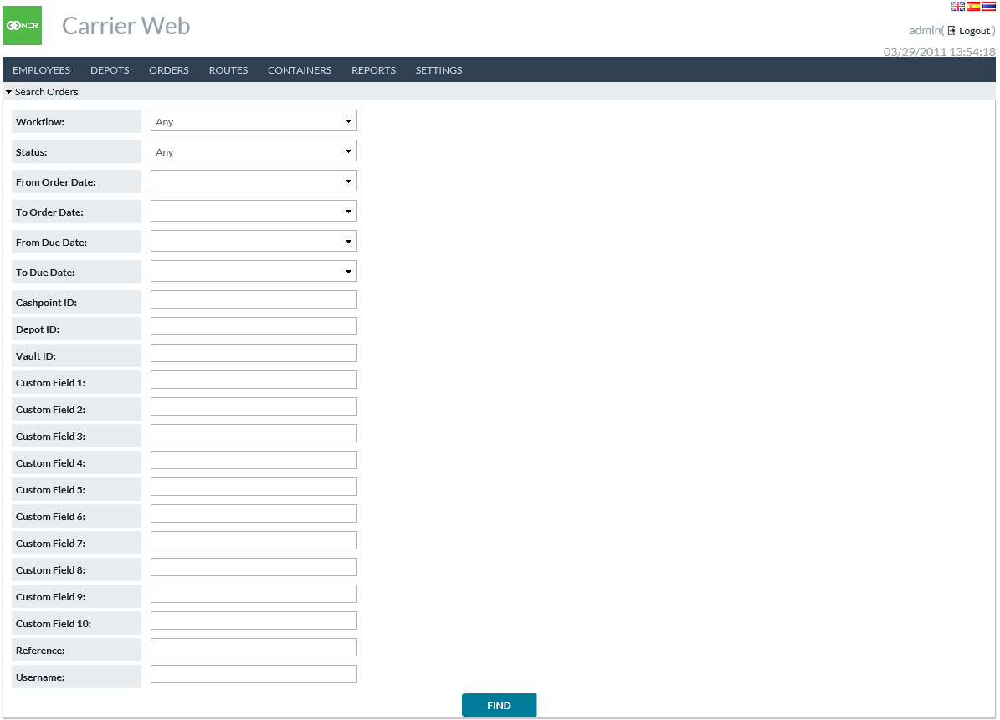 NCR
Carrier Web
admin( Logout )
03/29/2011 13:54:18
EMPLOYEES DEPOTS ORDERS ROUTES CONTAINERS REPORTS SETTINGS
Search Orders
Workflow: Any
Status: Any
From Order Date:
To Order Date:
From Due Date:
To Due Date:
Cashpoint ID:
Depot ID:
Vault ID:
Custom Field 1:
Custom Field 2:
Custom Field 3:
Custom Field 4:
Custom Field 5:
Custom Field 6:
Custom Field 7:
Custom Field 8:
Custom Field 9:
Custom Field 10:
Reference:
Username:
FIND